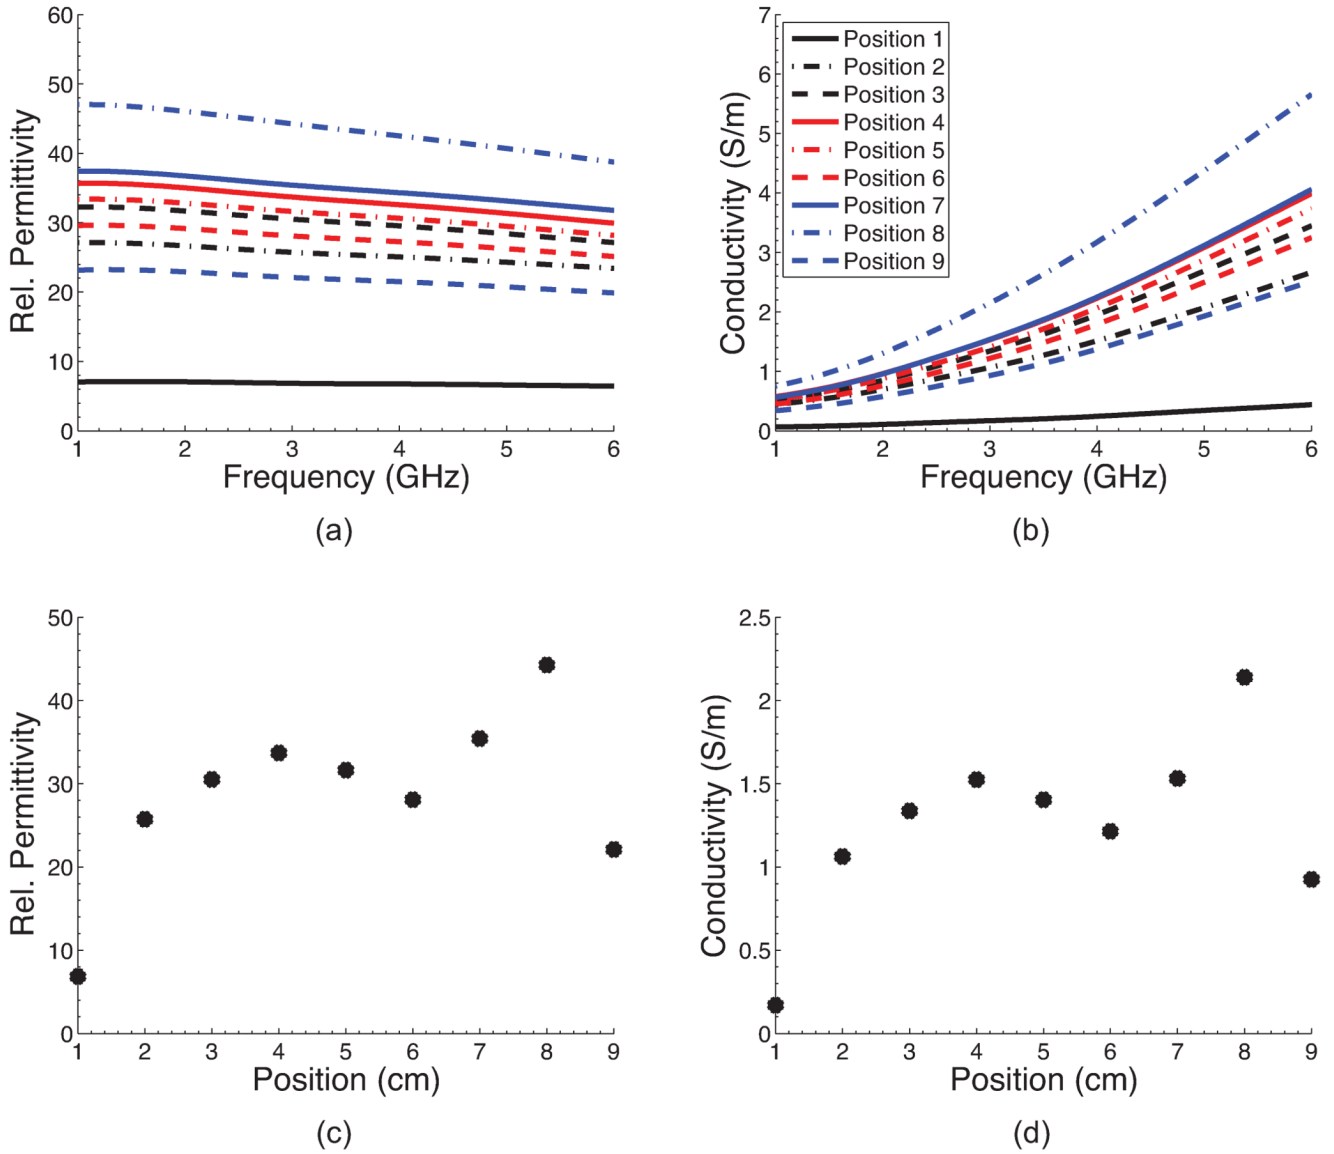 60
50
40
30
20
10
0
1 2 3 4 5 6
Rel. Permittivity
Frequency (GHz)
(a)
7
6
5
4
3
2
1
0
1 2 3 4 5 6
Conductivity (S/m)
Frequency (GHz)
Position 1
Position 2
Position 3
Position 4
Position 5
Position 6
Position 7
Position 8
Position 9
(b)
50
40
30
20
10
0
1 2 3 4 5 6 7 8 9
Rel. Permittivity
Position (cm)
(c)
2.5
2
1.5
1
0.5
0
1 2 3 4 5 6 7 8 9
Conductivity (S/m)
Position (cm)
(d)